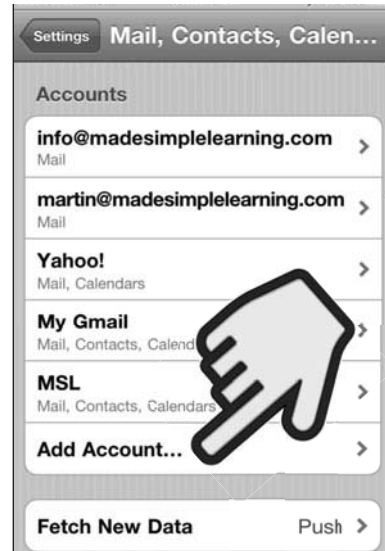 Settings Mail, Contacts, Calen...
Accounts
info@madesimplelearning.com
Mail
martin@madesimplelearning.com
Mail
Yahoo!
Mail, Calendars
My Gmail
Mail, Contacts, Calend
MSL
Mail, Contacts, Calendars
Add Account...
Fetch New Data Push